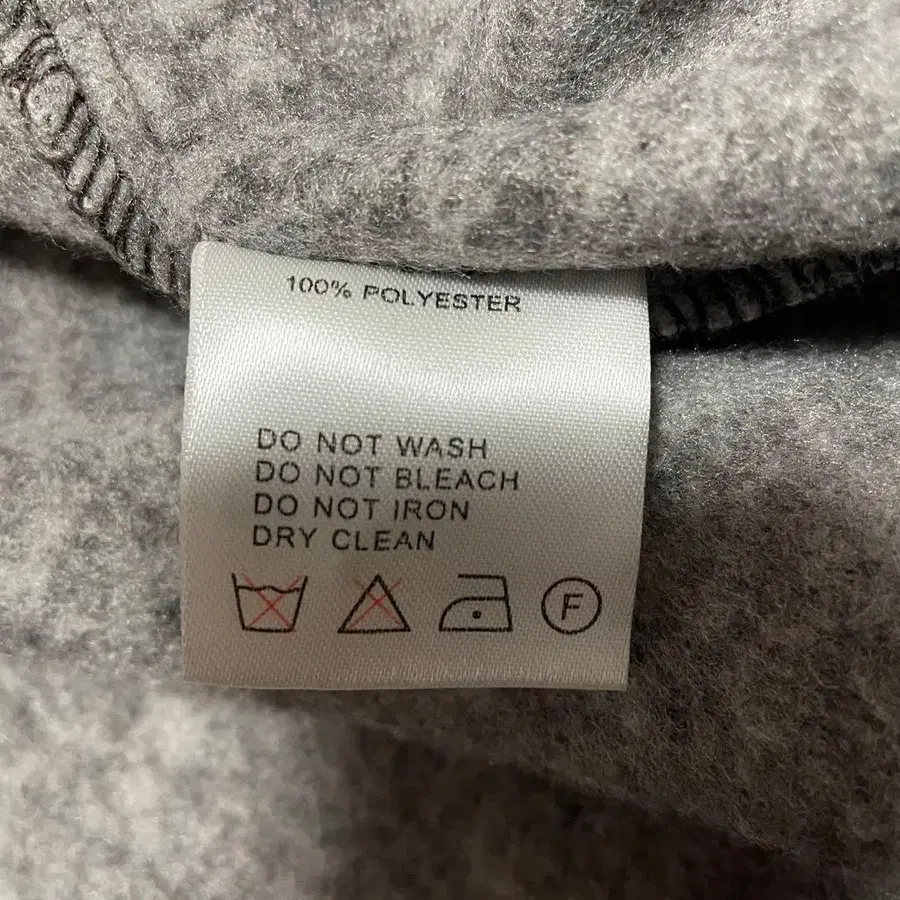 100% POLYESTER
DO NOT WASH
DO NOT BLEACH
DO NOT IRON
DRY CLEAN
F